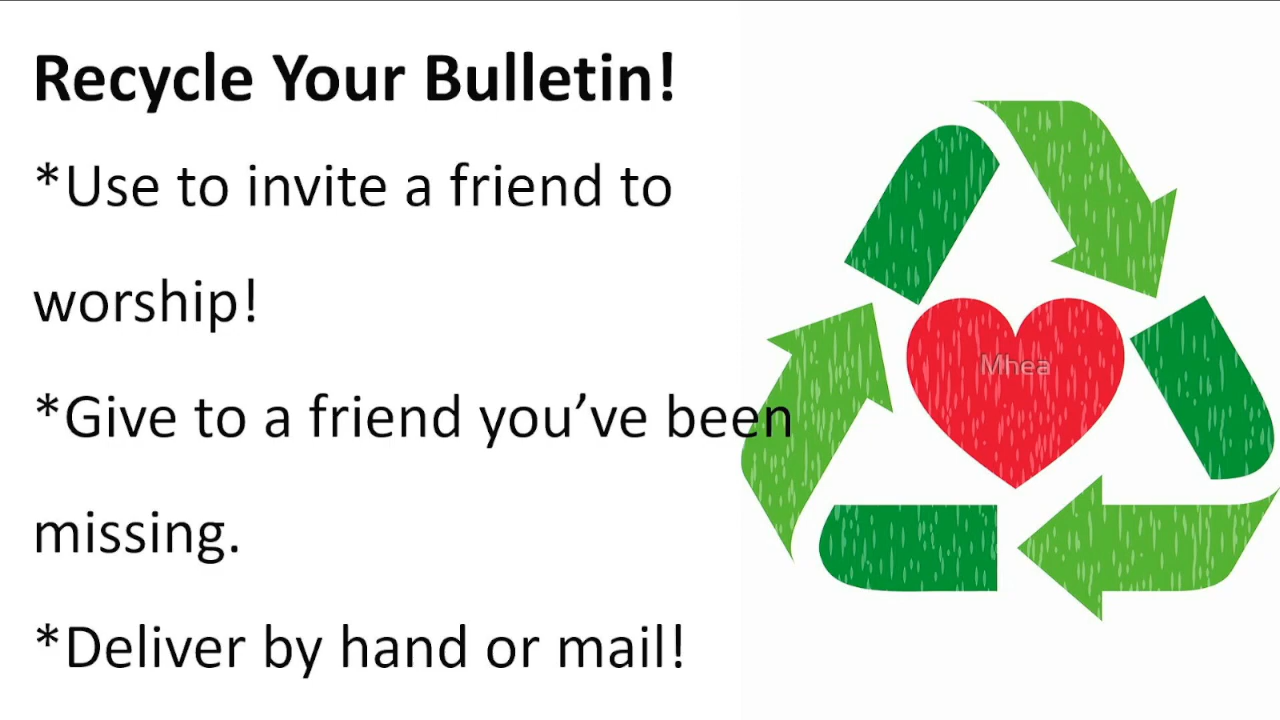 Recycle Your Bulletin!
*Use to invite a friend to
worship!
*Give to a friend you’ve been
missing.
*Deliver by hand or mail!
Mhea